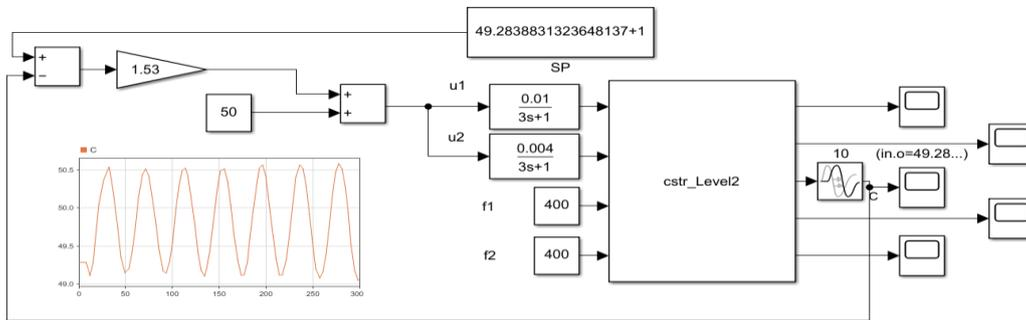 49.2838831323648137+1
SP
+
−
1.53
50
+
+
u1
0.01
3s+1
u2
0.004
3s+1
f1
400
f2
400
cstr_Level2
10
(in.o=49.28...)
C
C
50.5
50.0
49.5
49.0
0 50 100 150 200 250 300